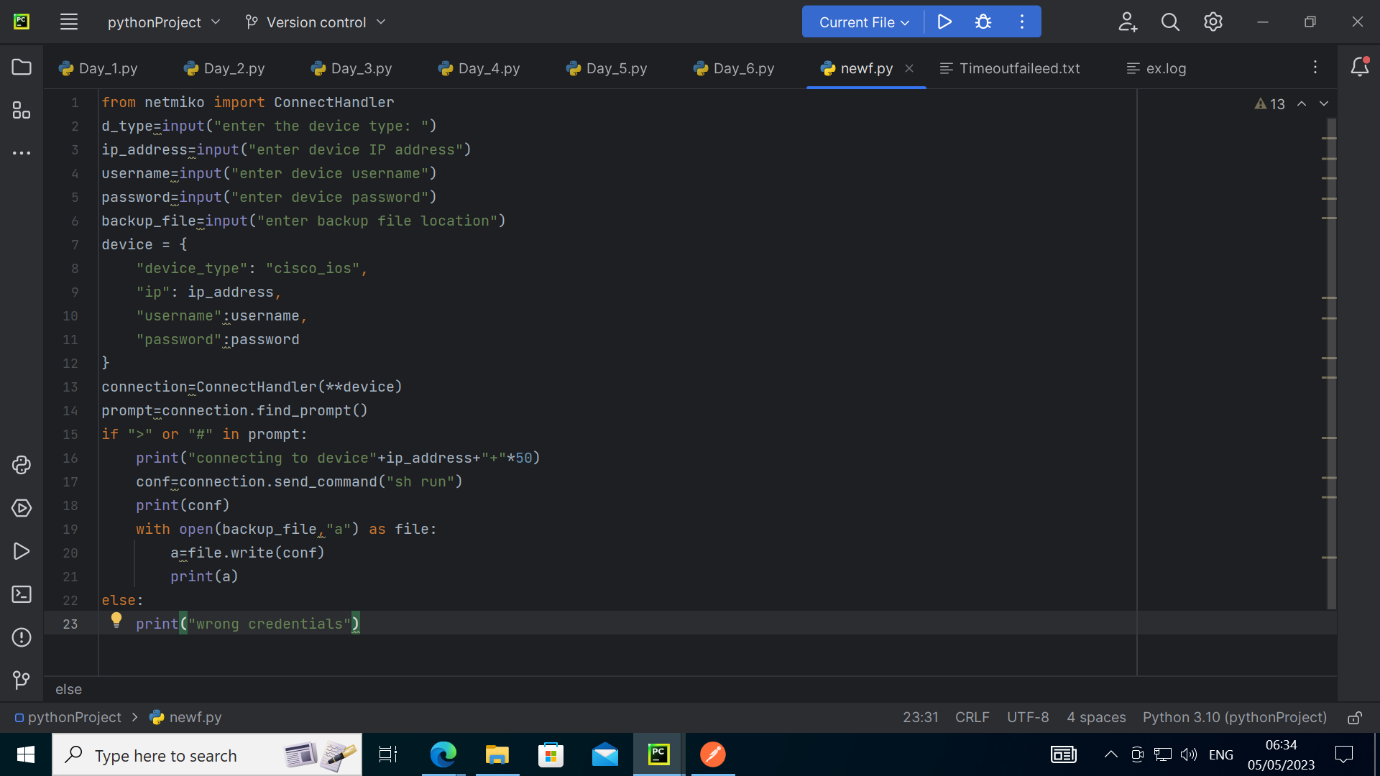 PC
pythonProject
Version control
Current File
Day_1.py
Day_2.py
Day_3.py
Day_4.py
Day_5.py
Day_6.py
newf.py
Timeoutfaileed.txt
ex.log
13
1 from netmiko import ConnectHandler
2 d_type=input("enter the device type: ")
3 ip_address=input("enter device IP address")
4 username=input("enter device username")
5 password=input("enter device password")
6 backup_file=input("enter backup file location")
7 device = {
8     "device_type": "cisco_ios",
9     "ip": ip_address,
10     "username":username,
11     "password":password
12 }
13 connection=ConnectHandler(**device)
14 prompt=connection.find_prompt()
15 if ">" or "#" in prompt:
16     print("connecting to device"+ip_address+"+"*50)
17     conf=connection.send_command("sh run")
18     print(conf)
19     with open(backup_file,"a") as file:
20         a=file.write(conf)
21         print(a)
22 else:
23     print("wrong credentials")
else
pythonProject > newf.py
23:31 CRLF UTF-8 4 spaces Python 3.10 (pythonProject)
Type here to search
PC
ENG
06:34
05/05/2023